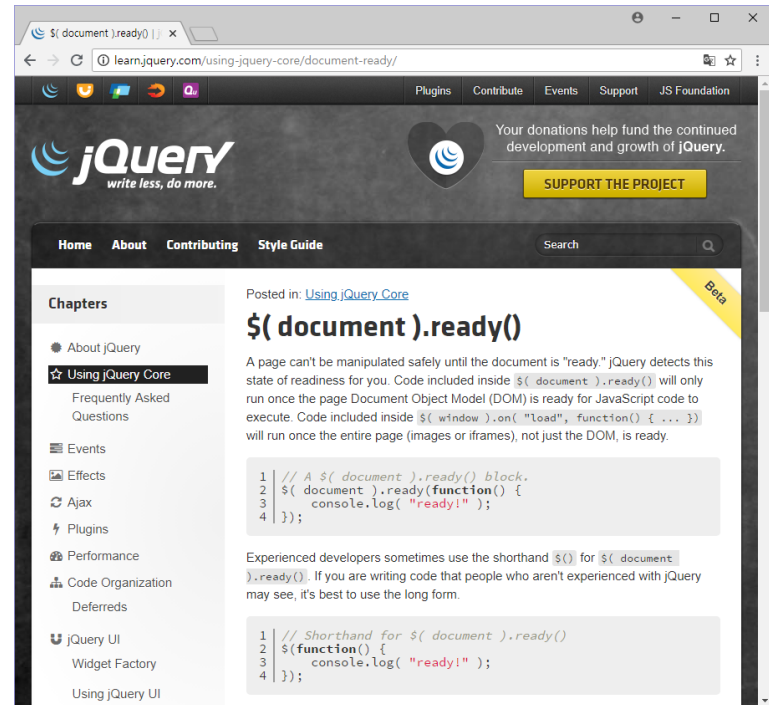 $( document ).ready() | j
learn.jquery.com/using-jquery-core/document-ready/
Plugins Contribute Events Support JS Foundation
jQuery
write less, do more.
Your donations help fund the continued
development and growth of jQuery.
SUPPORT THE PROJECT
Home About Contributing Style Guide
Search
Beta
Chapters
About jQuery
Using jQuery Core
Frequently Asked
Questions
Events
Effects
Ajax
Plugins
Performance
Code Organization
Deferreds
jQuery UI
Widget Factory
Using jQuery UI
Posted in: Using jQuery Core
$( document ).ready()
A page can't be manipulated safely until the document is "ready." jQuery detects this
state of readiness for you. Code included inside $( document ).ready() will only
run once the page Document Object Model (DOM) is ready for JavaScript code to
execute. Code included inside $( window ).on( "load", function() { ... })
will run once the entire page (images or iframes), not just the DOM, is ready.
1 // A $( document ).ready() block.
2 $( document ).ready(function() {
3     console.log( "ready!" );
4 });
Experienced developers sometimes use the shorthand $() for $( document
).ready(). If you are writing code that people who aren't experienced with jQuery
may see, it's best to use the long form.
1 // Shorthand for $( document ).ready()
2 $(function() {
3     console.log( "ready!" );
4 });